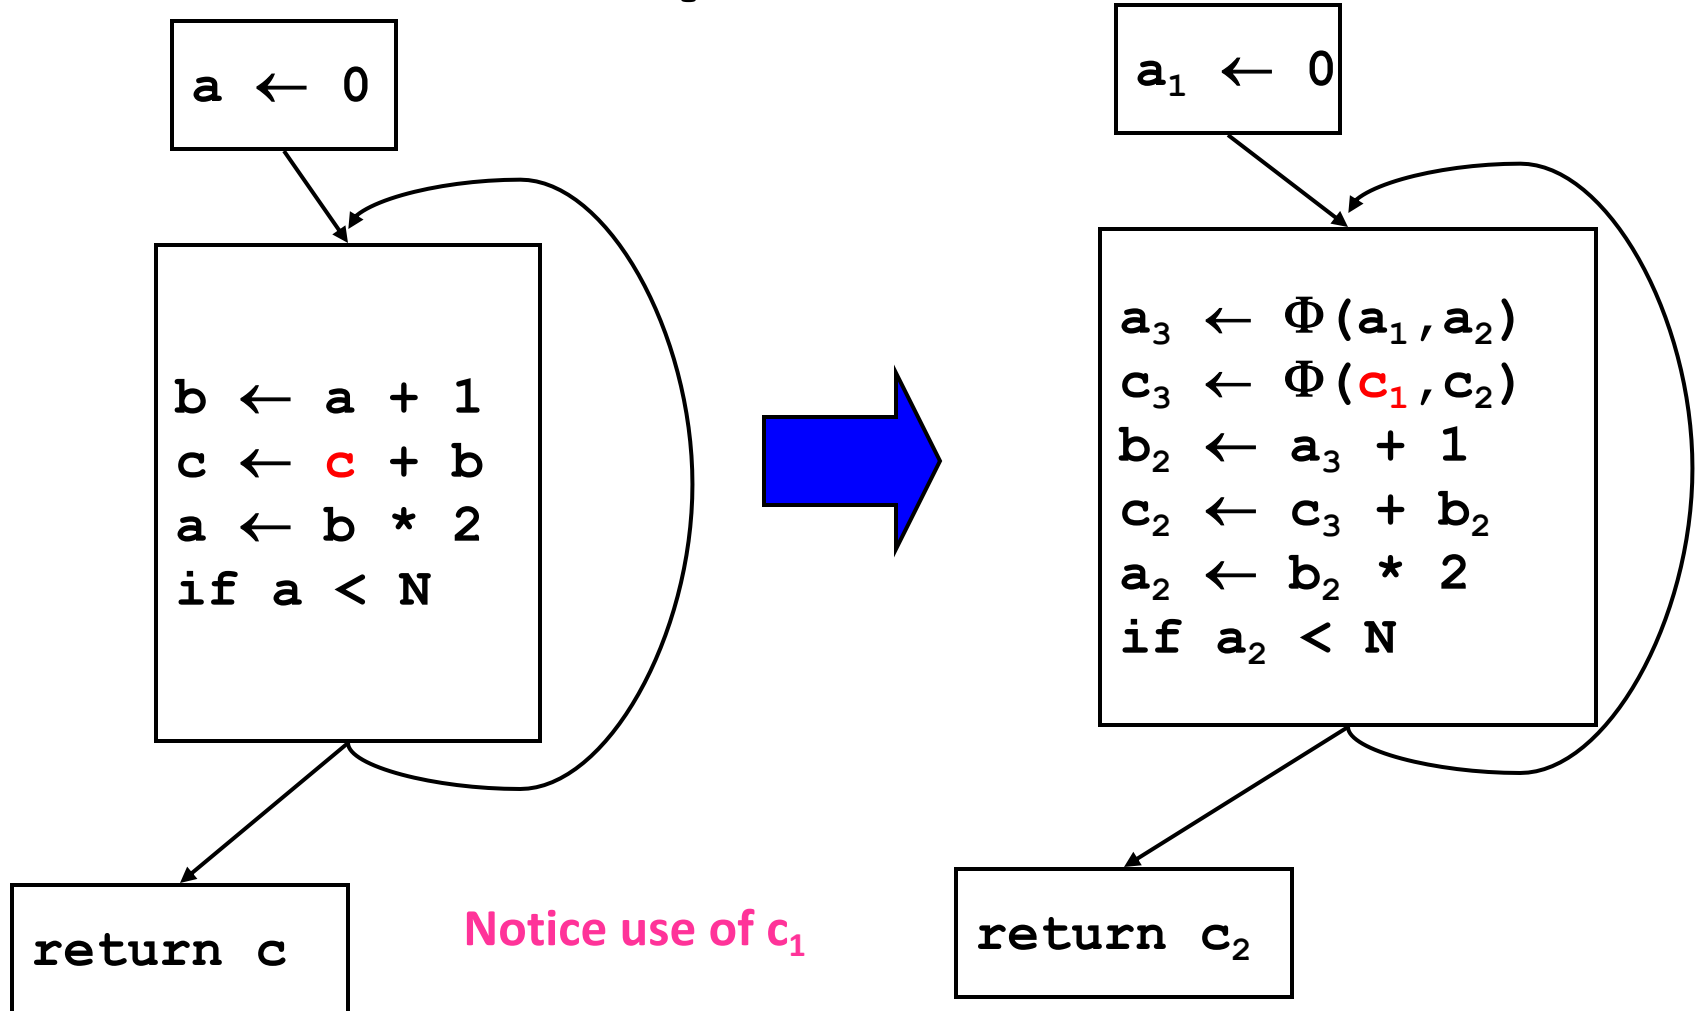 a ← 0
b ← a + 1
c ← c + b
a ← b * 2
if a < N
return c
Notice use of c₁
a₁ ← 0
a₃ ← Φ(a₁,a₂)
c₃ ← Φ(c₁,c₂)
b₂ ← a₃ + 1
c₂ ← c₃ + b₂
a₂ ← b₂ * 2
if a₂ < N
return c₂